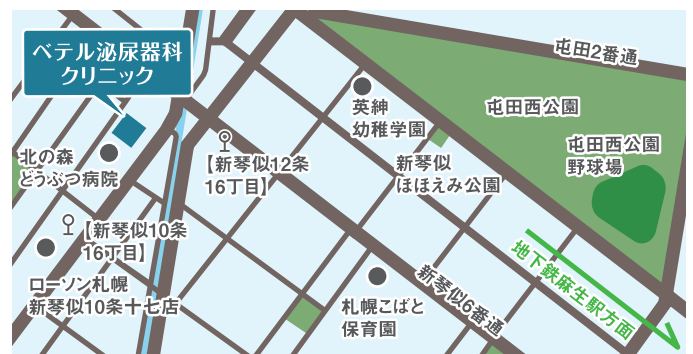 ベテル泌尿器科
クリニック
屯田2番通
英紳
幼稚学園
屯田西公園
屯田西公園
野球場
北の森
どうぶつ病院
【新琴似12条
16丁目】
新琴似
ほほえみ公園
【新琴似10条
16丁目】
ローソン札幌
新琴似10条十七店
札幌こばと
保育園
新琴似6番通
地下鉄麻生駅方面